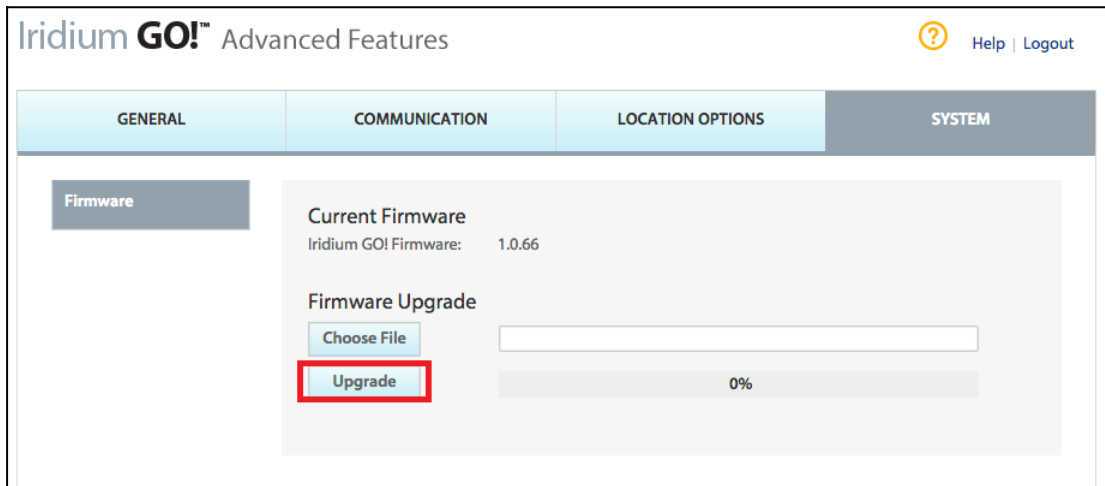 Iridium GO!™ Advanced Features
? Help | Logout
GENERAL COMMUNICATION LOCATION OPTIONS SYSTEM
Firmware
Current Firmware
Iridium GO! Firmware: 1.0.66
Firmware Upgrade
Choose File
Upgrade 0%